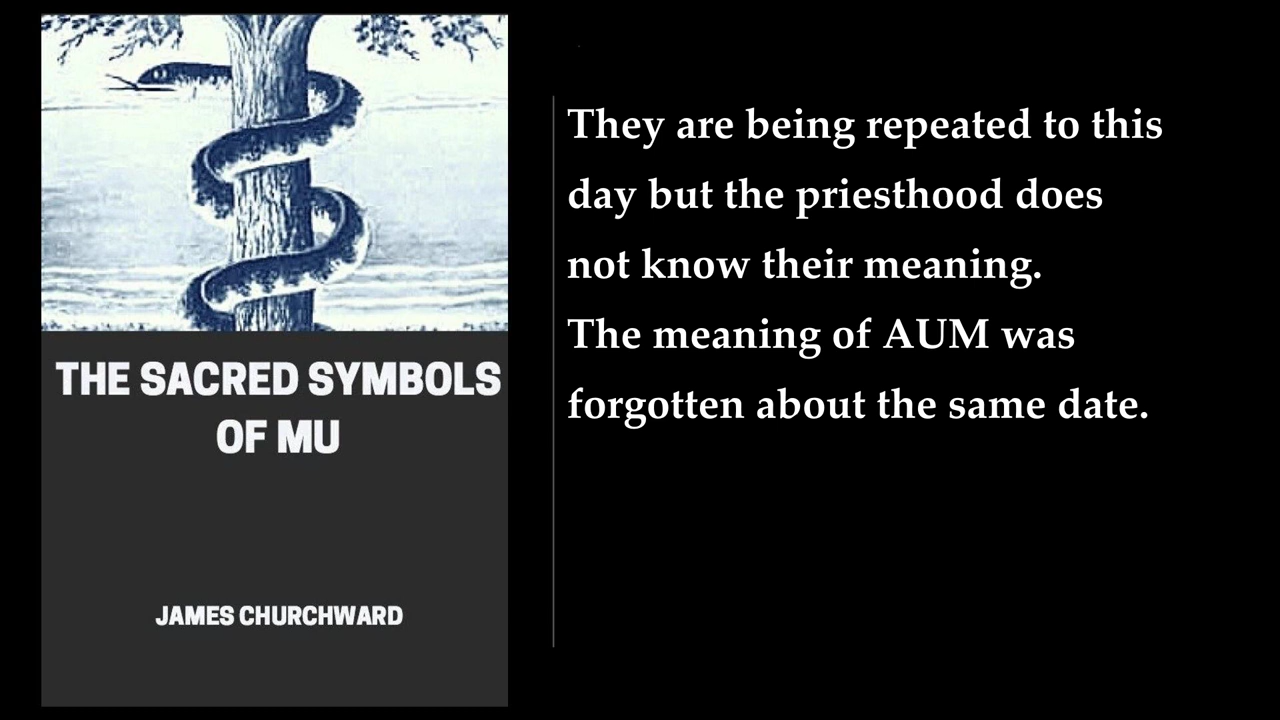 THE SACRED SYMBOLS
OF MU
JAMES CHURCHWARD
They are being repeated to this
day but the priesthood does
not know their meaning.
The meaning of AUM was
forgotten about the same date.